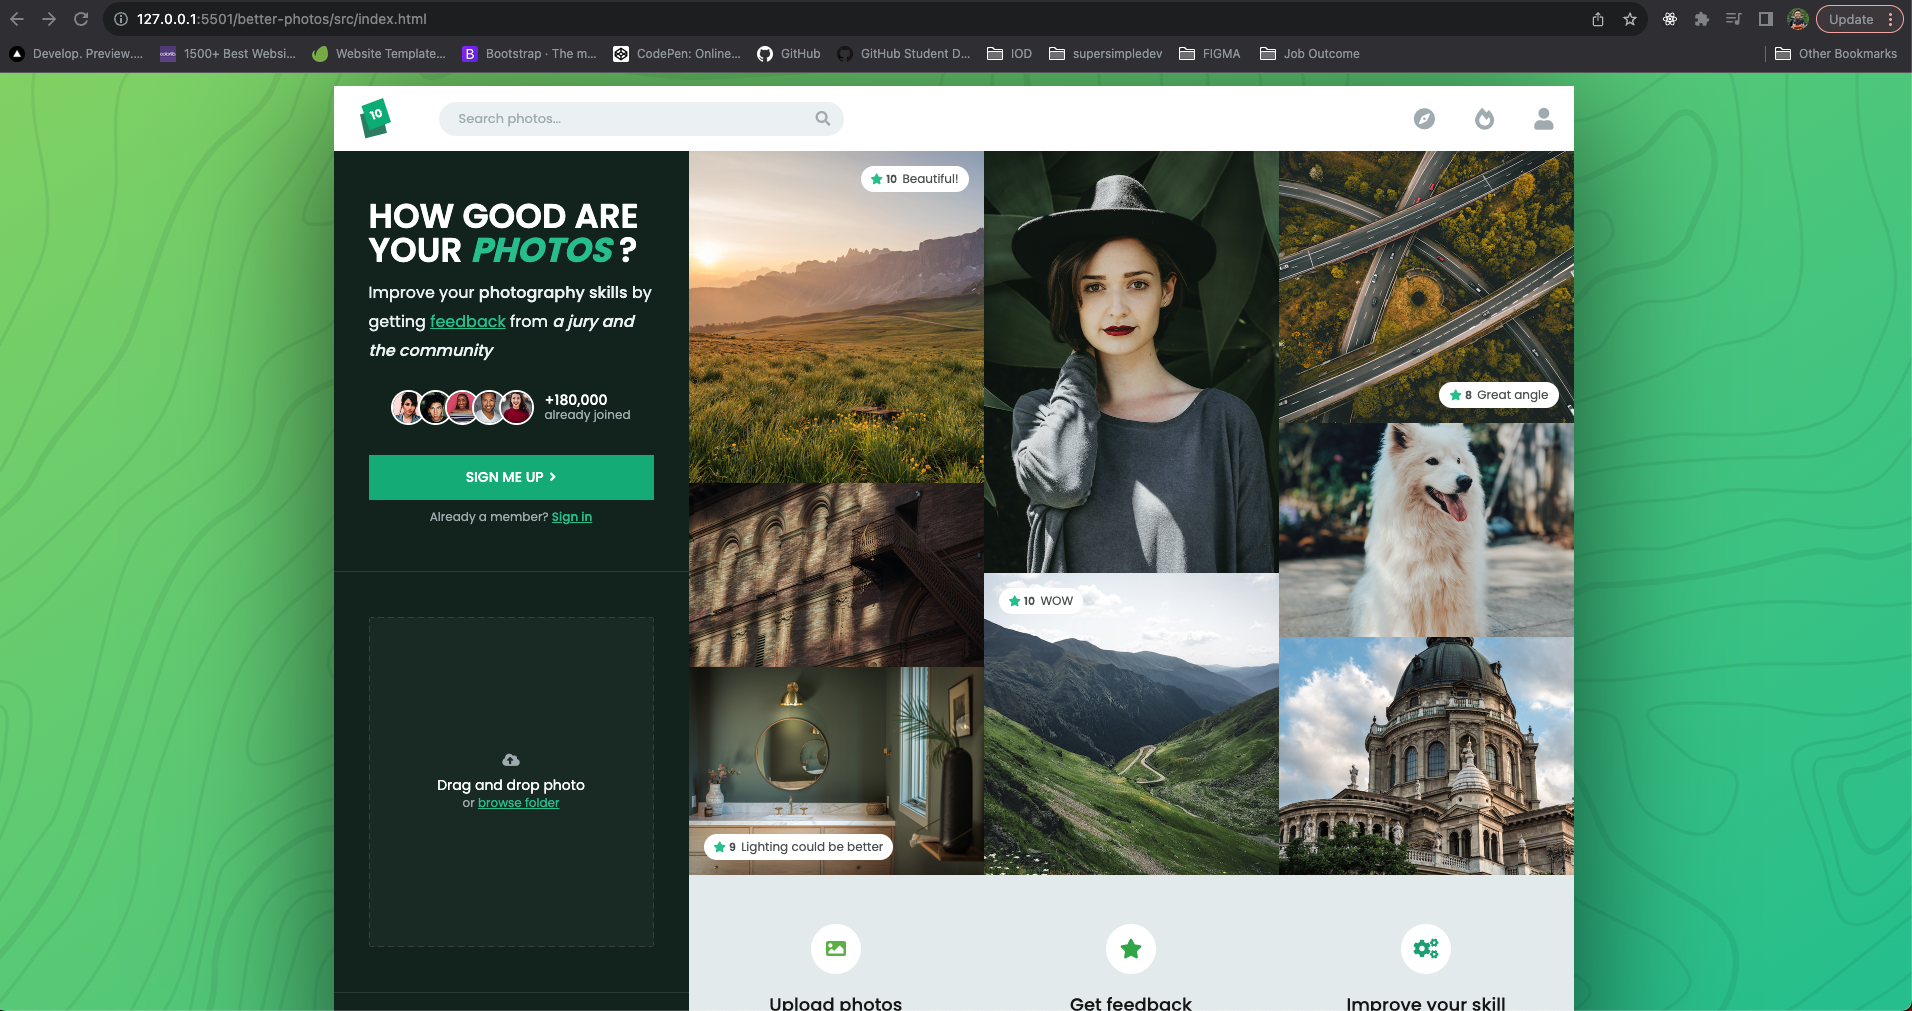 127.0.0.1:5501/better-photos/src/index.html
Update
Develop. Preview....
1500+ Best Websi...
Website Template...
Bootstrap · The m...
CodePen: Online...
GitHub
GitHub Student D...
IOD
supersimpledev
FIGMA
Job Outcome
Other Bookmarks
10
Search photos...
HOW GOOD ARE
YOUR PHOTOS ?
Improve your photography skills by
getting feedback from a jury and
the community
+180,000
already joined
SIGN ME UP
Already a member? Sign in
Drag and drop photo
or browse folder
10 Beautiful!
8 Great angle
10 WOW
9 Lighting could be better
Upload photos
Get feedback
Improve your skill